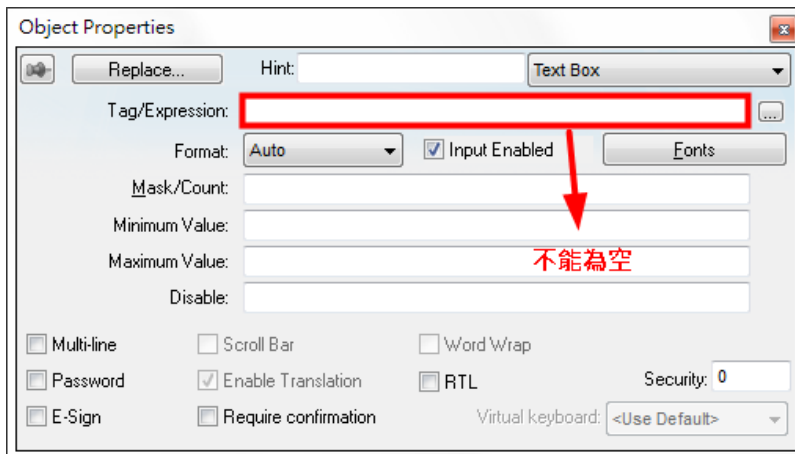 Object Properties
Replace... Hint: Text Box
Tag/Expression: ...
Format: Auto Input Enabled Fonts
Mask/Count:
Minimum Value:
Maximum Value: 不能為空
Disable:
Multi-line Scroll Bar Word Wrap
Password Enable Translation RTL Security: 0
E-Sign Require confirmation Virtual keyboard: <Use Default>